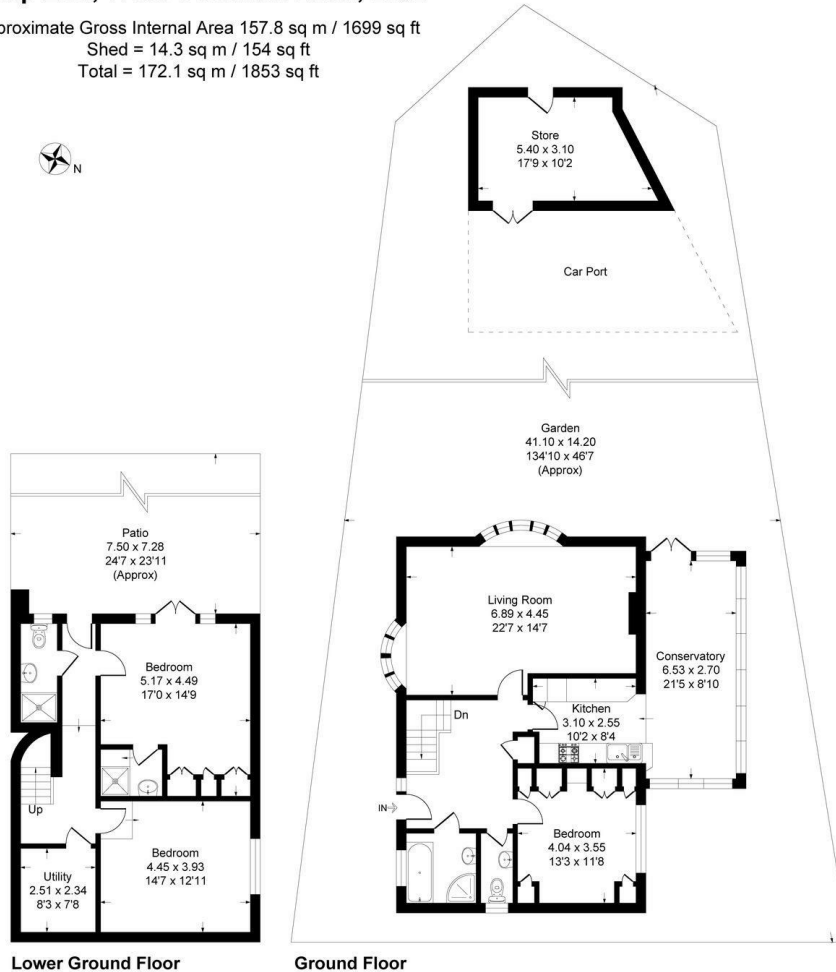 proximate Gross Internal Area 157.8 sq m / 1699 sq ft
Shed = 14.3 sq m / 154 sq ft
Total = 172.1 sq m / 1853 sq ft
N
Store
5.40 x 3.10
17'9 x 10'2
Car Port
Garden
41.10 x 14.20
134'10 x 46'7
(Approx)
Patio
7.50 x 7.28
24'7 x 23'11
(Approx)
Living Room
6.89 x 4.45
22'7 x 14'7
Conservatory
6.53 x 2.70
21'5 x 8'10
Bedroom
5.17 x 4.49
17'0 x 14'9
Dn
Kitchen
3.10 x 2.55
10'2 x 8'4
Up
IN
Bedroom
4.45 x 3.93
14'7 x 12'11
Bedroom
4.04 x 3.55
13'3 x 11'8
Utility
2.51 x 2.34
8'3 x 7'8
Lower Ground Floor
Ground Floor